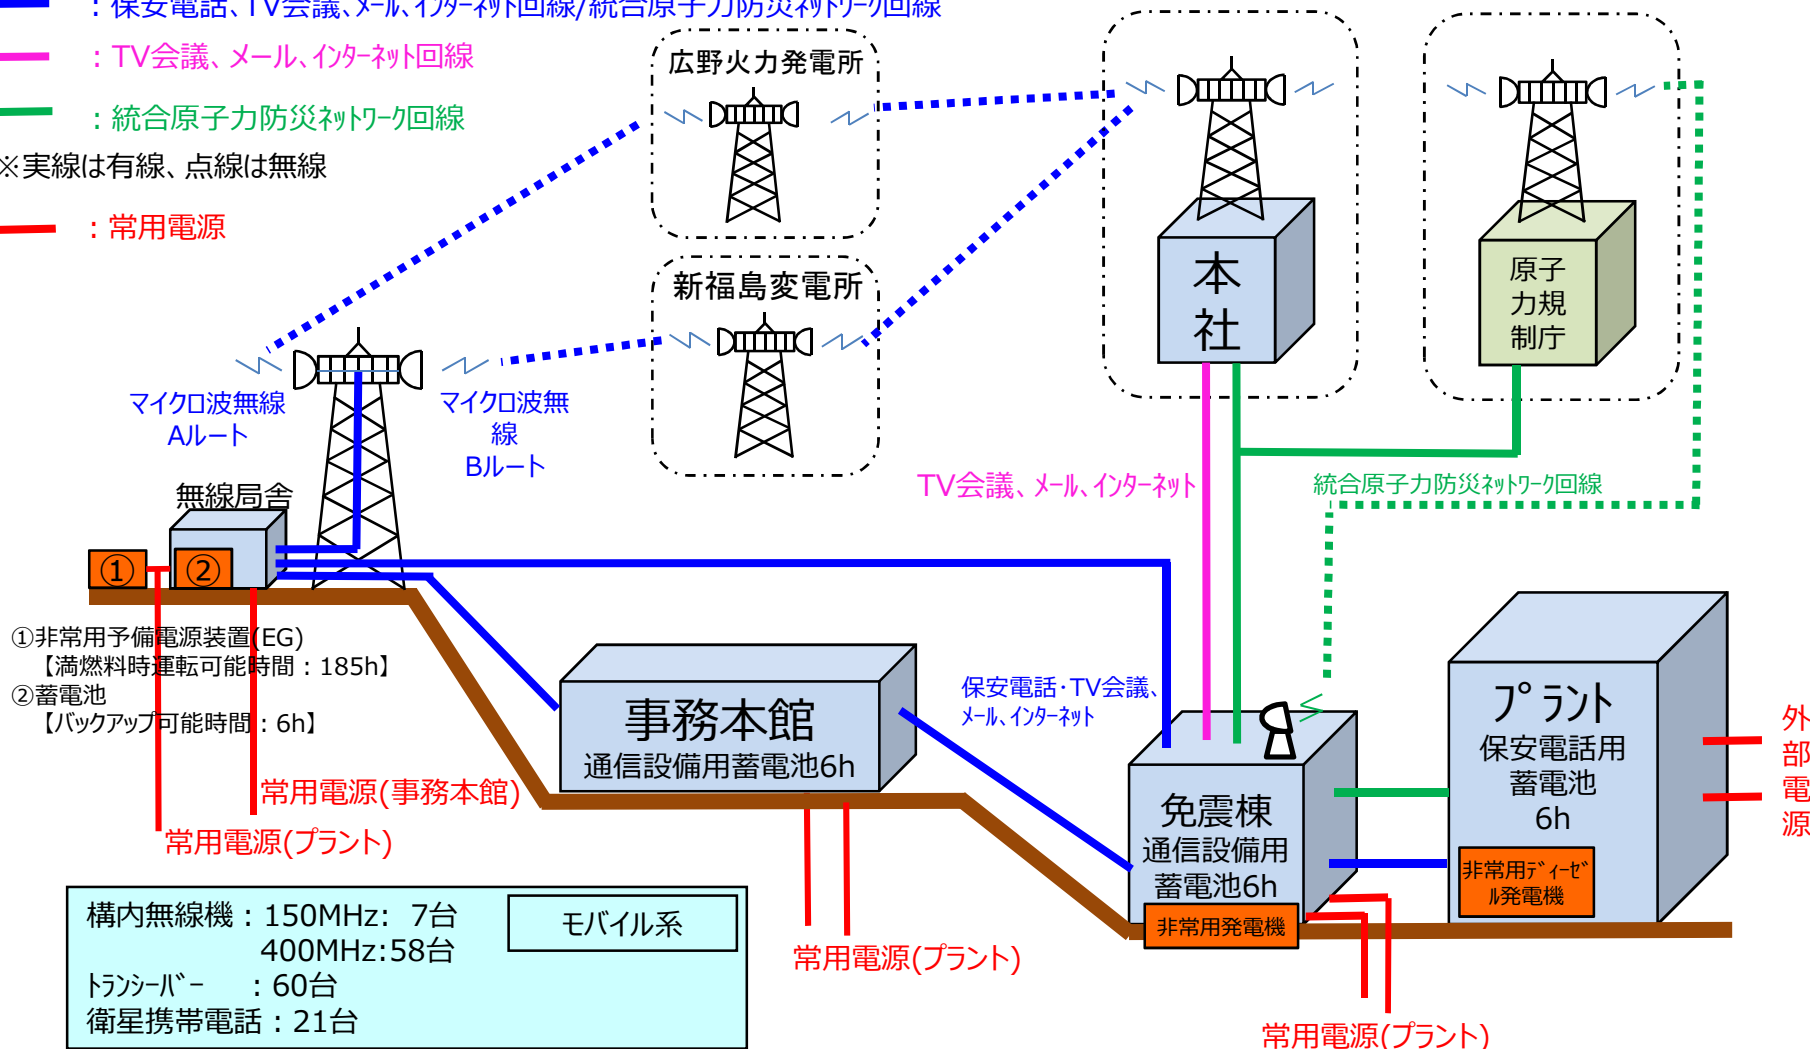 ：保安電話、TV会議、ﾒｰﾙ、ｲﾝﾀｰﾈｯﾄ回線/統合原子力防災ﾈｯﾄﾜｰｸ回線
：TV会議、メール、ｲﾝﾀｰﾈｯﾄ回線
：統合原子力防災ﾈｯﾄﾜｰｸ回線
※実線は有線、点線は無線
：常用電源
広野火力発電所
新福島変電所
本
社
原子
力規
制庁
マイクロ波無線
Aルート
マイクロ波無
線
Bルート
無線局舎
①
②
TV会議、ﾒｰﾙ、ｲﾝﾀｰﾈｯﾄ
統合原子力防災ﾈｯﾄﾜｰｸ回線
①非常用予備電源装置(EG)
【満燃料時運転可能時間：185h】
②蓄電池
【バックアップ可能時間：6h】
常用電源(事務本館)
常用電源(プラント)
事務本館
通信設備用蓄電池6h
保安電話･TV会議、
ﾒｰﾙ、ｲﾝﾀｰﾈｯﾄ
免震棟
通信設備用
蓄電池6h
非常用発電機
プラント
保安電話用
蓄電池
6h
非常用ﾃﾞｨｰｾﾞ
ﾙ発電機
外
部
電
源
常用電源(プラント)
常用電源(プラント)
構内無線機：150MHz: 7台
400MHz:58台
ﾄﾗﾝｼｰﾊﾞｰ ：60台
衛星携帯電話：21台
モバイル系